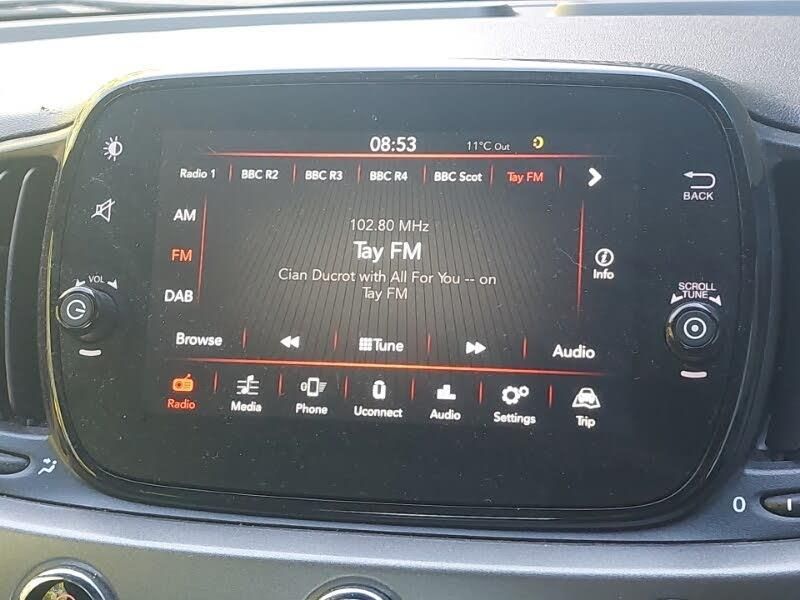 08:53 11°C Out
Radio 1 BBC R2 BBC R3 BBC R4 BBC Scot Tay FM
BACK
AM
102.80 MHz
Tay FM
FM
Info
Cian Ducrot with All For You -- on
Tay FM
VOL
SCROLL
TUNE
DAB
Browse Tune Audio
Radio Media Phone Uconnect Audio Settings Trip
0 I